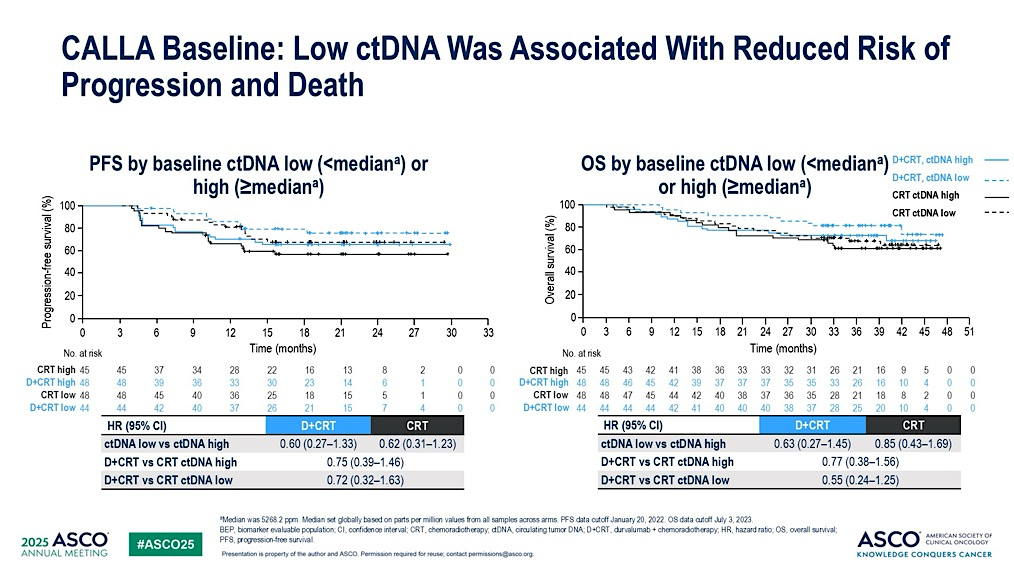 CALLA Baseline: Low ctDNA Was Associated With Reduced Risk of
Progression and Death
PFS by baseline ctDNA low (<medianᵃ) or
high (≥medianᵃ)
Progression-free survival (%)
100
80
60
40
20
0
0 3 6 9 12 15 18 21 24 27 30 33
Time (months)
No. at risk
CRT high 45 45 37 34 28 22 16 13 8 2 0 0
D+CRT high 48 48 39 36 33 30 23 14 6 1 0 0
CRT low 48 48 45 40 36 25 18 15 5 1 0 0
D+CRT low 44 44 42 40 37 26 21 15 7 4 0 0
HR (95% CI) D+CRT CRT
ctDNA low vs ctDNA high 0.60 (0.27–1.33) 0.62 (0.31–1.23)
D+CRT vs CRT ctDNA high 0.75 (0.39–1.46)
D+CRT vs CRT ctDNA low 0.72 (0.32–1.63)
OS by baseline ctDNA low (<medianᵃ)
or high (≥medianᵃ)
D+CRT, ctDNA high
D+CRT, ctDNA low
CRT ctDNA high
CRT ctDNA low
Overall survival (%)
100
80
60
40
20
0
0 3 6 9 12 15 18 21 24 27 30 33 36 39 42 45 48 51
Time (months)
No. at risk
CRT high 45 45 43 42 41 38 36 33 33 32 31 26 21 16 9 5 0 0
D+CRT high 48 48 46 45 42 39 37 37 37 35 35 33 26 16 10 4 0 0
CRT low 48 48 47 45 44 42 40 38 37 36 35 28 21 18 8 2 0 0
D+CRT low 44 44 44 44 42 41 40 40 40 38 37 28 25 20 10 4 0 0
HR (95% CI) D+CRT CRT
ctDNA low vs ctDNA high 0.63 (0.27–1.45) 0.85 (0.43–1.69)
D+CRT vs CRT ctDNA high 0.77 (0.38–1.56)
D+CRT vs CRT ctDNA low 0.55 (0.24–1.25)
ᵃMedian was 5268.2 ppm. Median set globally based on parts per million values from all samples across arms. PFS data cutoff January 20, 2022. OS data cutoff July 3, 2023.
BEP, biomarker evaluable population; CI, confidence interval; CRT, chemoradiotherapy; ctDNA, circulating tumor DNA; D+CRT, durvalumab + chemoradiotherapy; HR, hazard ratio; OS, overall survival;
PFS, progression-free survival.
2025 ASCO
ANNUAL MEETING
#ASCO25
Presentation is property of the author and ASCO. Permission required for reuse; contact permissions@asco.org.
ASCO AMERICAN SOCIETY OF
CLINICAL ONCOLOGY
KNOWLEDGE CONQUERS CANCER